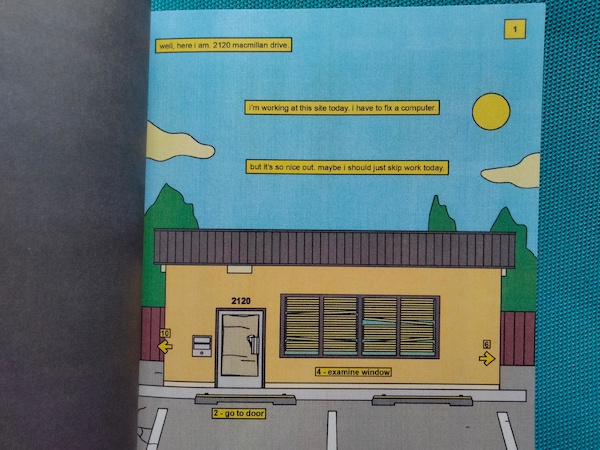 1
well, here i am. 2120 macmillan drive.
i'm working at this site today. i have to fix a computer.
but it's so nice out. maybe i should just skip work today.
2120
10
6
4 - examine window
2 - go to door